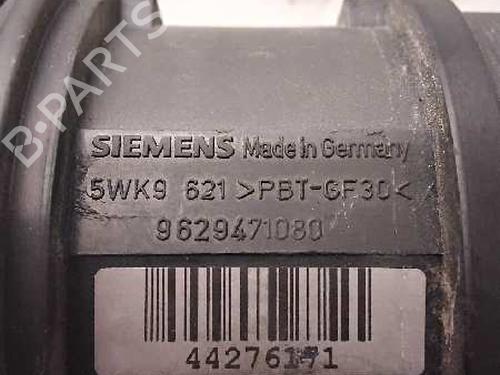 B-PARTS
SIEMENS Made in Germany
5WK9 621 >PBT-GF30<
9629471080
44276171